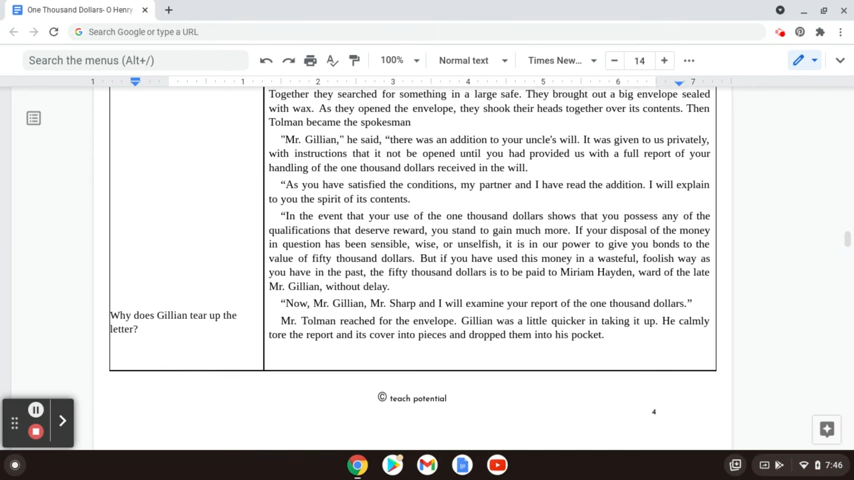 One Thousand Dollars- O Henry
Search Google or type a URL
Search the menus (Alt+/)
100%
Normal text
Times New...
14
1 1 2 3 4 5 6 7
Together they searched for something in a large safe. They brought out a big envelope sealed
with wax. As they opened the envelope, they shook their heads together over its contents. Then
Tolman became the spokesman
"Mr. Gillian," he said, “there was an addition to your uncle's will. It was given to us privately,
with instructions that it not be opened until you had provided us with a full report of your
handling of the one thousand dollars received in the will.
“As you have satisfied the conditions, my partner and I have read the addition. I will explain
to you the spirit of its contents.
“In the event that your use of the one thousand dollars shows that you possess any of the
qualifications that deserve reward, you stand to gain much more. If your disposal of the money
in question has been sensible, wise, or unselfish, it is in our power to give you bonds to the
value of fifty thousand dollars. But if you have used this money in a wasteful, foolish way as
you have in the past, the fifty thousand dollars is to be paid to Miriam Hayden, ward of the late
Mr. Gillian, without delay.
“Now, Mr. Gillian, Mr. Sharp and I will examine your report of the one thousand dollars.”
Why does Gillian tear up the
letter?
Mr. Tolman reached for the envelope. Gillian was a little quicker in taking it up. He calmly
tore the report and its cover into pieces and dropped them into his pocket.
© teach potential
4
7:46